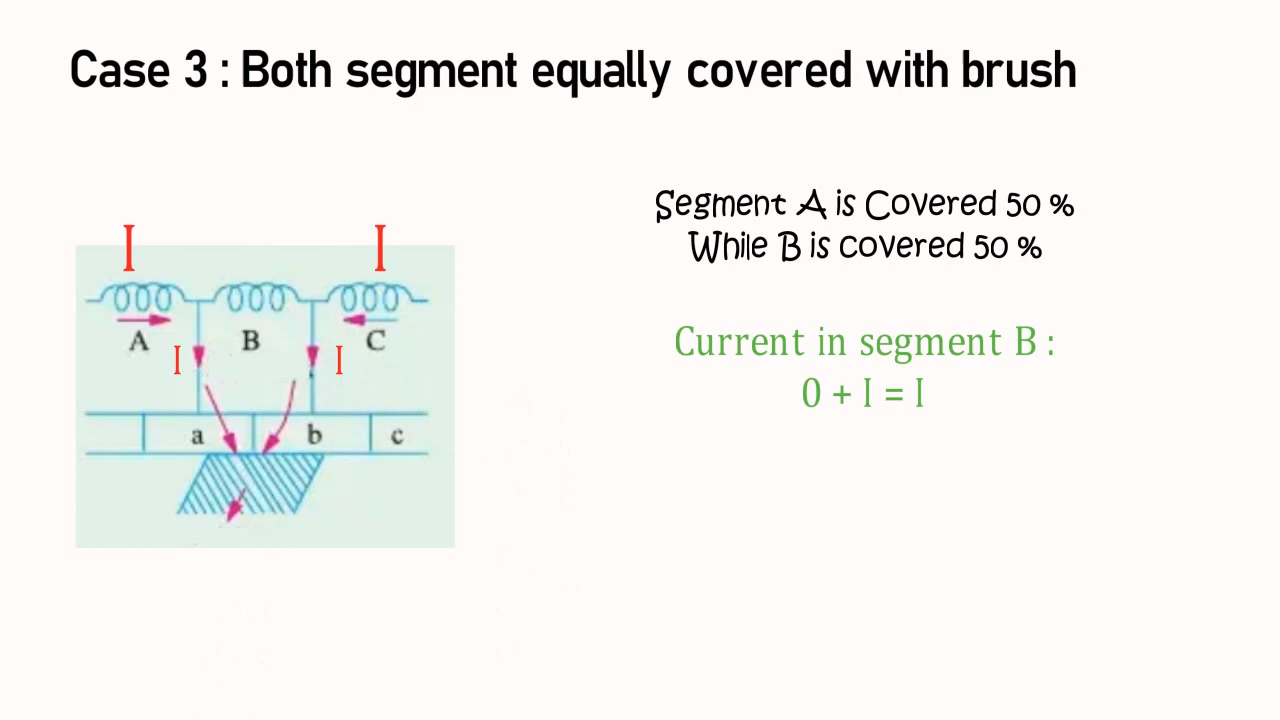 Case 3 : Both segment equally covered with brush
Segment A is Covered 50 %
While B is covered 50 %
Current in segment B :
0 + I = I
I I
A B C
I I
a b c